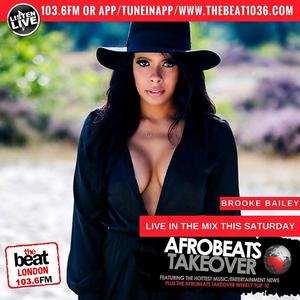 LISTEN
LIVE
103.6FM OR APP/TUNEINAPP/WWW.THEBEAT1036.COM
BROOKE BAILEY
LIVE IN THE MIX THIS SATURDAY
AFROBEATS
TAKEOVER
FEATURING THE HOTTEST MUSIC/ENTERTAINMENT NEWS
PLUS THE AFROBEATS TAKEOVER WEEKLY TOP 10
the
beat
LONDON
103.6FM